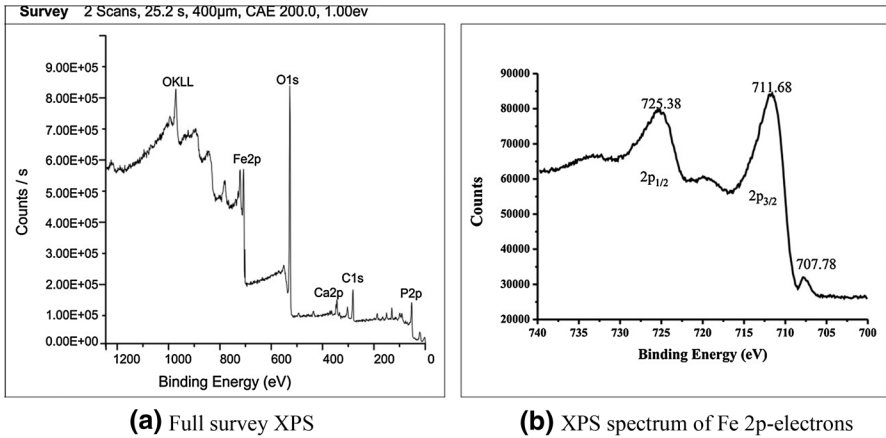 Survey 2 Scans, 25.2 s, 400μm, CAE 200.0, 1.00ev
9.00E+05
8.00E+05
7.00E+05
6.00E+05
5.00E+05
4.00E+05
3.00E+05
2.00E+05
1.00E+05
0.00E+00
Counts / s
OKLL
O1s
Fe2p
Ca2p
C1s
P2p
1200 1000 800 600 400 200 0
Binding Energy (eV)
(a) Full survey XPS
90000
80000
70000
60000
50000
40000
30000
20000
Counts
725.38
711.68
2p1/2
2p3/2
707.78
740 735 730 725 720 715 710 705 700
Binding Energy (eV)
(b) XPS spectrum of Fe 2p-electrons